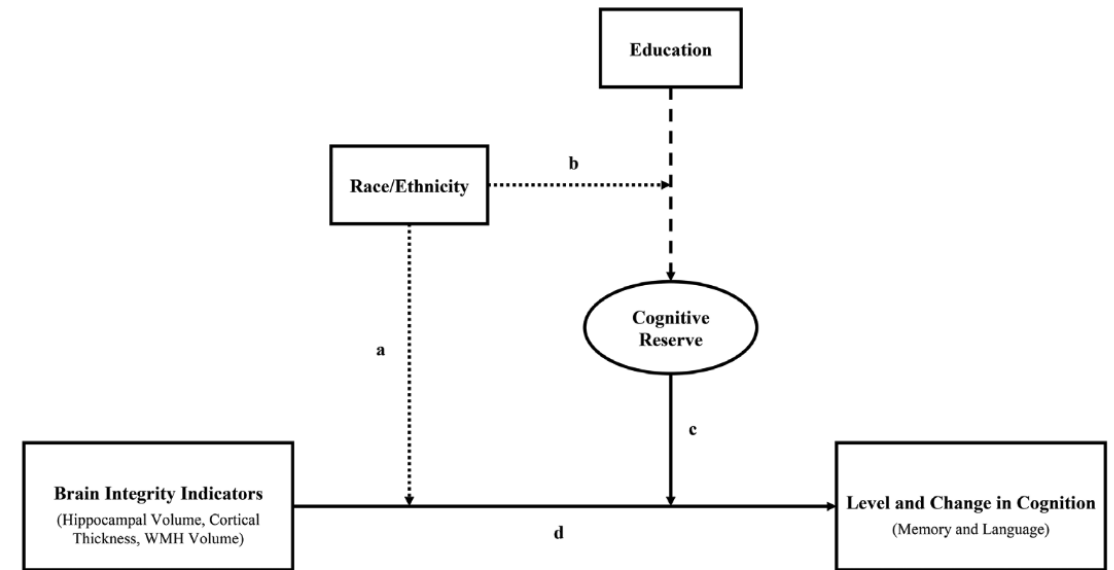 Education
Race/Ethnicity
b
Cognitive
Reserve
a
c
Brain Integrity Indicators
(Hippocampal Volume, Cortical
Thickness, WMH Volume)
d
Level and Change in Cognition
(Memory and Language)